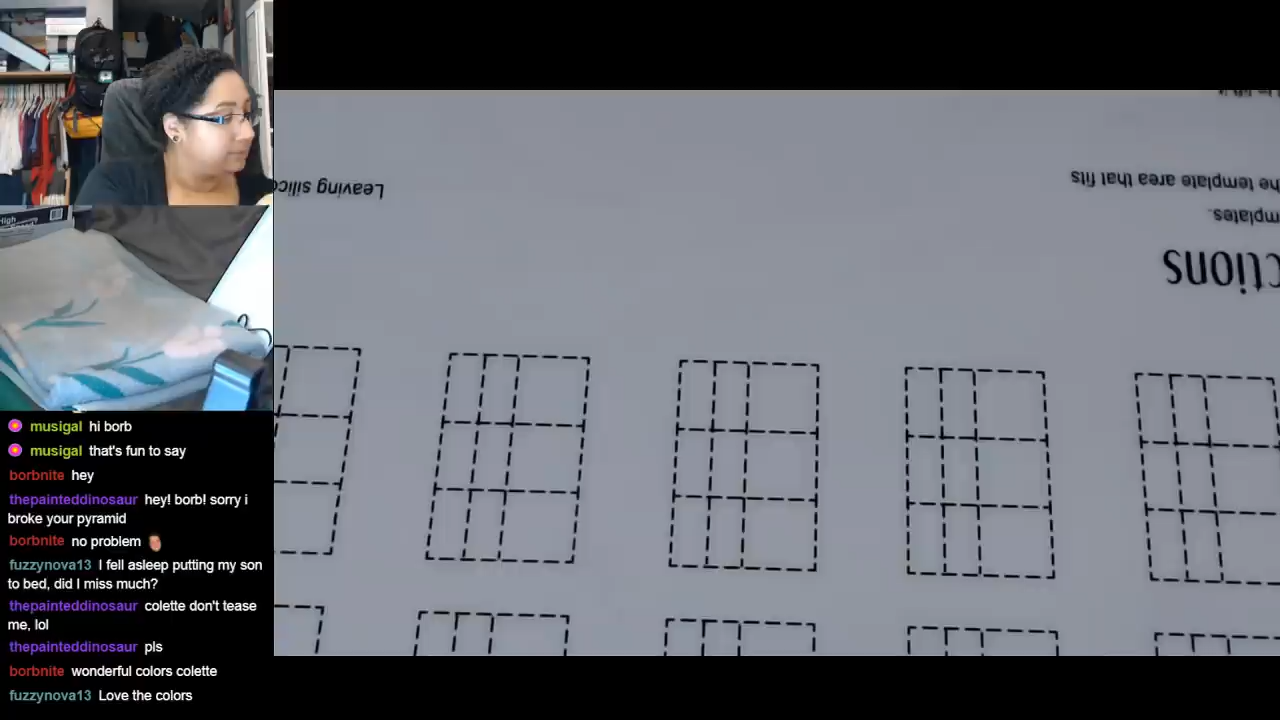 High
musigal hi borb
musigal that's fun to say
borbnite hey
thepainteddinosaur hey! borb! sorry i
broke your pyramid
borbnite no problem
fuzzynova13 I fell asleep putting my son
to bed, did I miss much?
thepainteddinosaur colette don't tease
me, lol
thepainteddinosaur pls
borbnite wonderful colors colette
fuzzynova13 Love the colors
ctions
mplates.
he template area that fits
Leaving silic